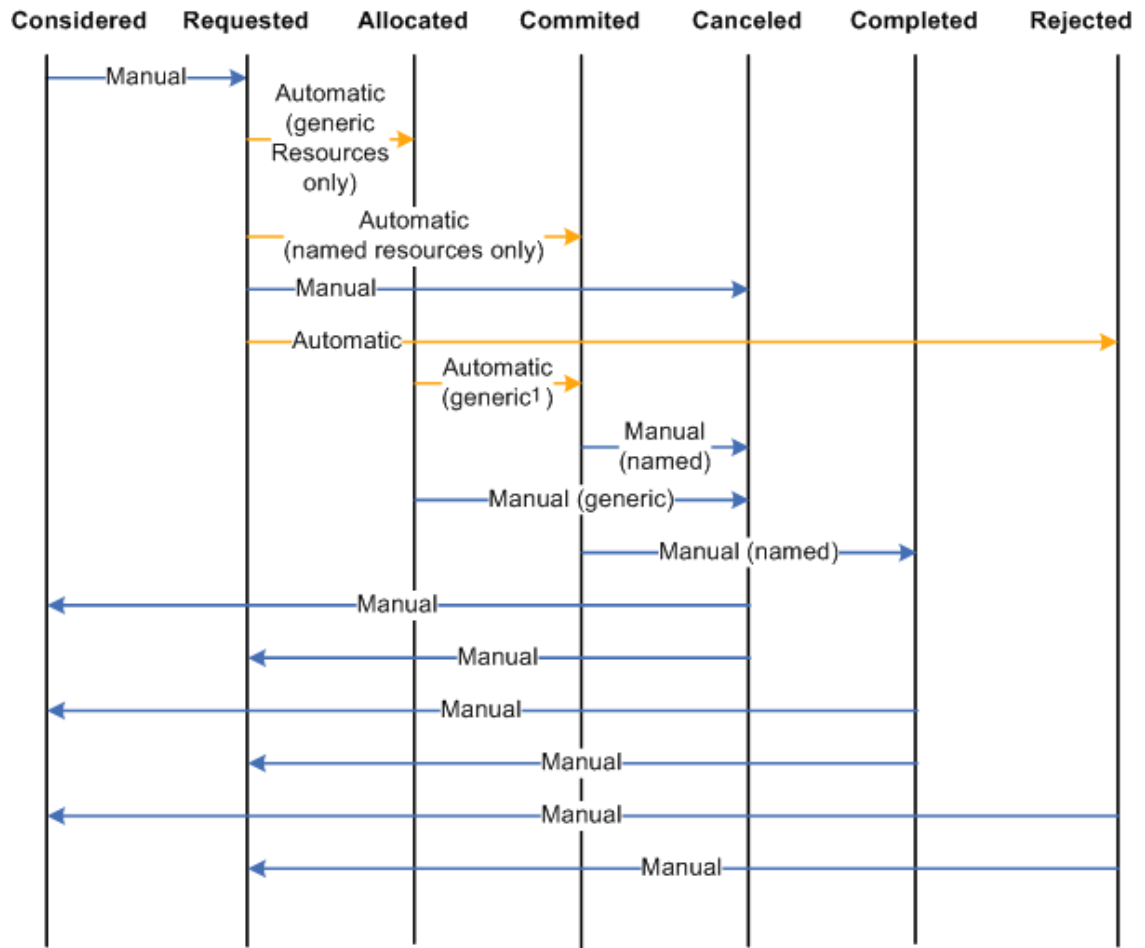 Considered Requested Allocated Commited Canceled Completed Rejected
Manual
Automatic
(generic
Resources
only)
Automatic
(named resources only)
Manual
Automatic
Automatic
(generic1)
Manual
(named)
Manual (generic)
Manual (named)
Manual
Manual
Manual
Manual
Manual
Manual